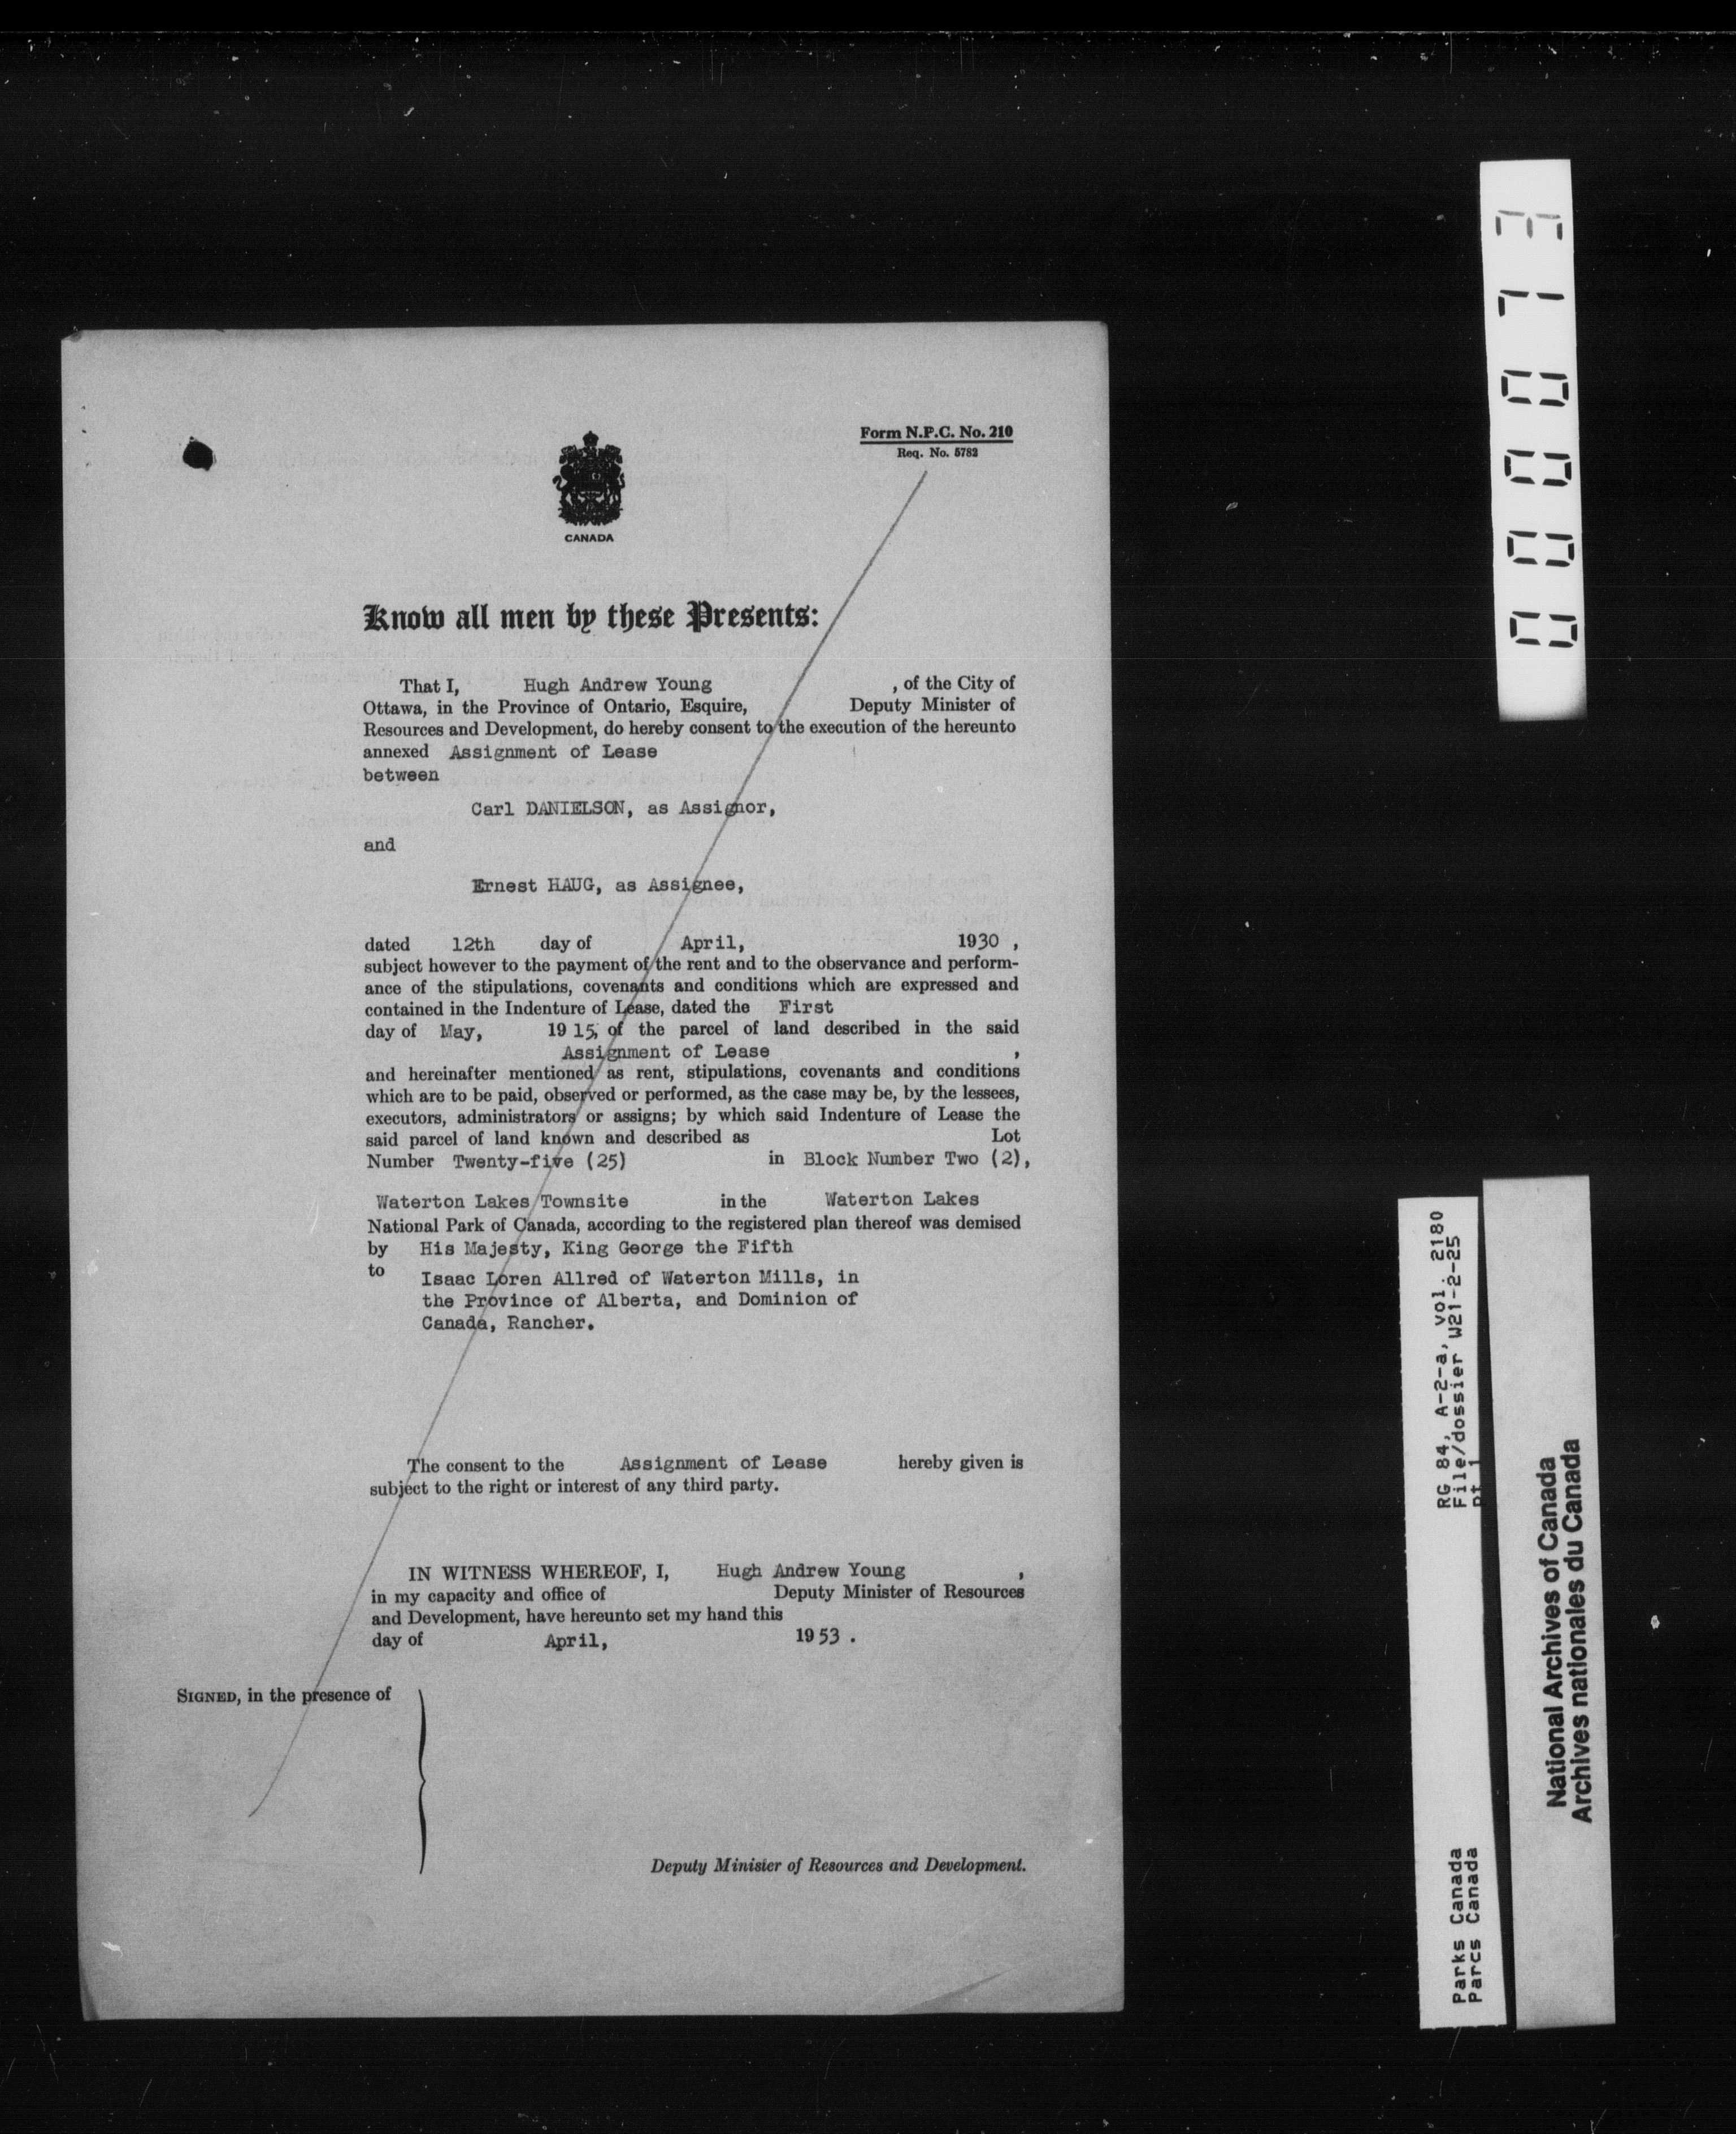 Form N.P.C. No. 210
Req. No. 5782
CANADA
Know all men by these Presents:
That I, Hugh Andrew Young , of the City of
Ottawa, in the Province of Ontario, Esquire, Deputy Minister of
Resources and Development, do hereby consent to the execution of the hereunto
annexed Assignment of Lease
between
Carl DANIELSON, as Assignor,
and
Ernest HAUG, as Assignee,
dated 12th day of April, 1930 ,
subject however to the payment of the rent and to the observance and perform-
ance of the stipulations, covenants and conditions which are expressed and
contained in the Indenture of Lease, dated the First
day of May, 1915, of the parcel of land described in the said
Assignment of Lease ,
and hereinafter mentioned as rent, stipulations, covenants and conditions
which are to be paid, observed or performed, as the case may be, by the lessees,
executors, administrators or assigns; by which said Indenture of Lease the
said parcel of land known and described as Lot
Number Twenty-five (25) in Block Number Two (2),
Waterton Lakes Townsite in the Waterton Lakes
National Park of Canada, according to the registered plan thereof was demised
by His Majesty, King George the Fifth
to Isaac Loren Allred of Waterton Mills, in
the Province of Alberta, and Dominion of
Canada, Rancher.
The consent to the Assignment of Lease hereby given is
subject to the right or interest of any third party.
IN WITNESS WHEREOF, I, Hugh Andrew Young ,
in my capacity and office of Deputy Minister of Resources
and Development, have hereunto set my hand this
day of April, 1953 .
SIGNED, in the presence of
Deputy Minister of Resources and Development.
000073
RG 84, A-2-a, vol. 2180
File/dossier W21-2-25
pt 1
Parks Canada
Parcs Canada
National Archives of Canada
Archives nationales du Canada